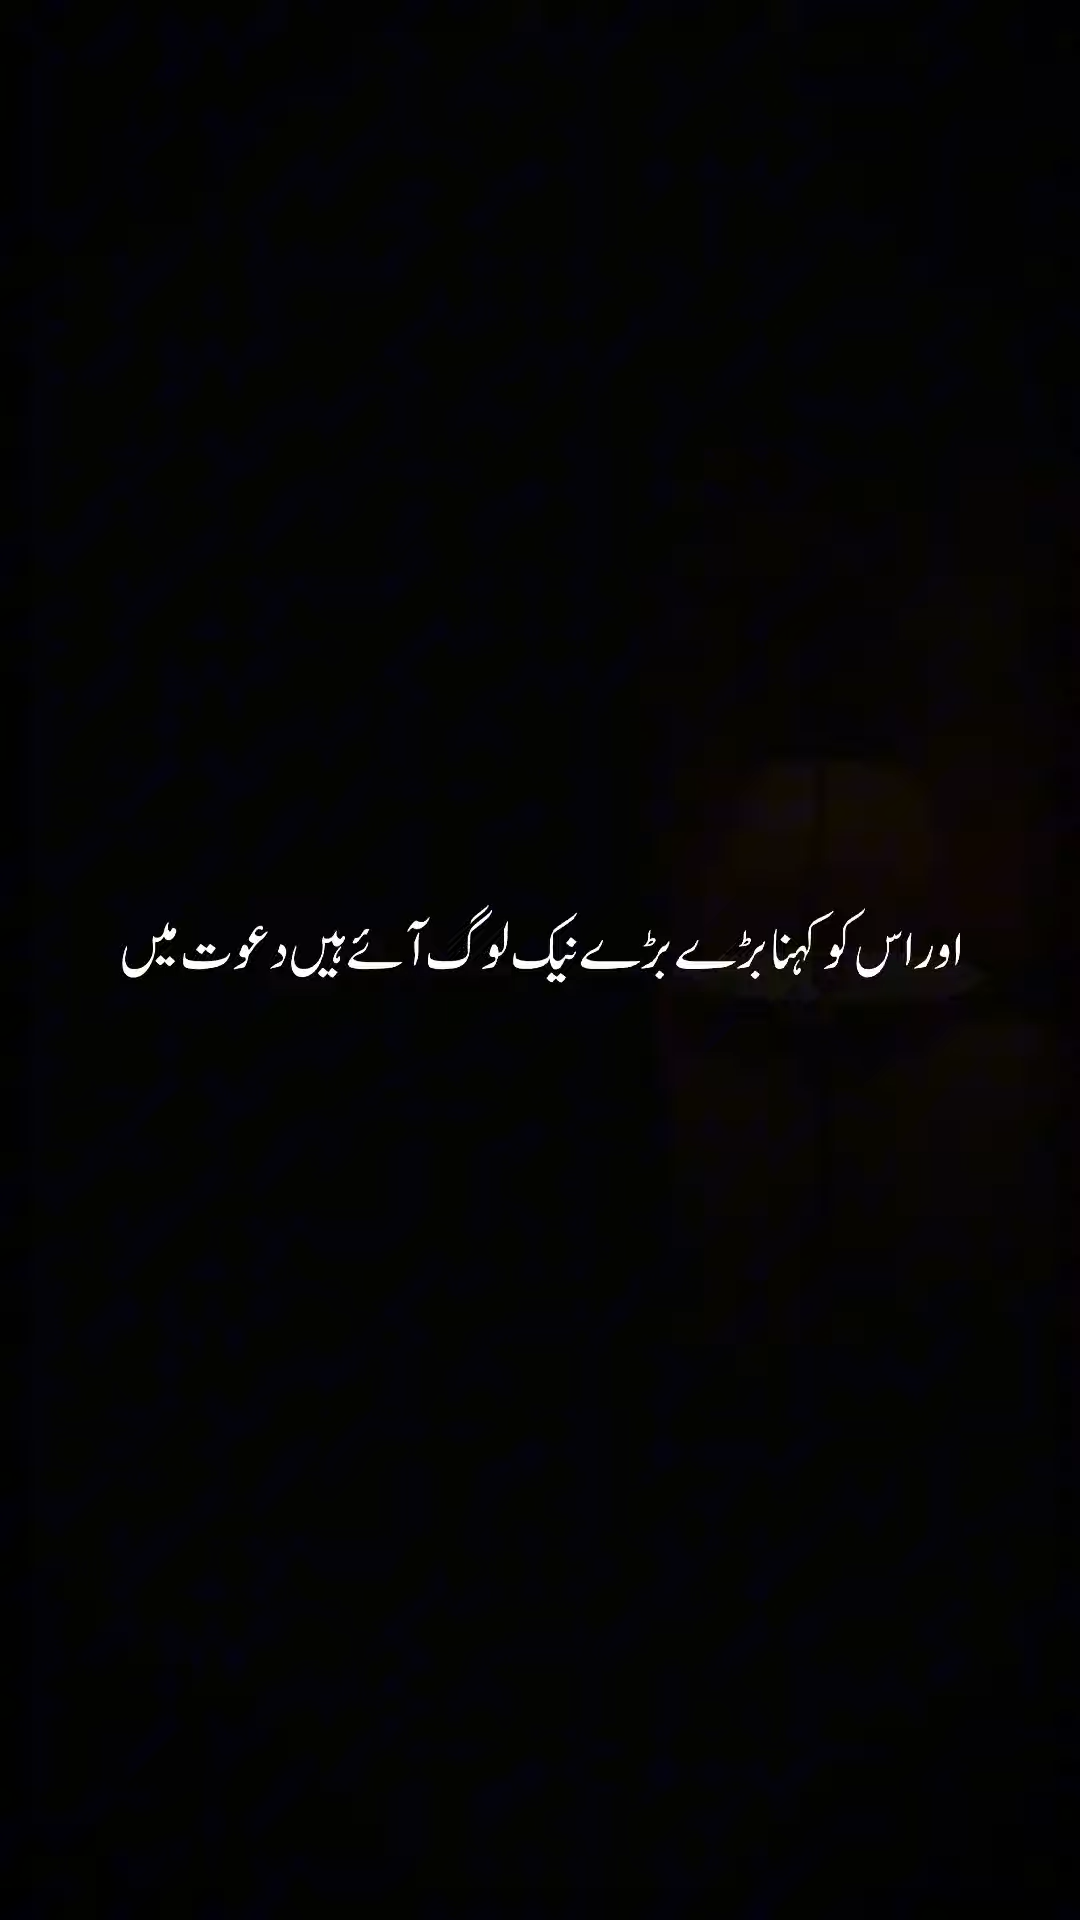 اور اس کو کہنا بڑے بڑے نیک لوگ آئے ہیں دعوت میں